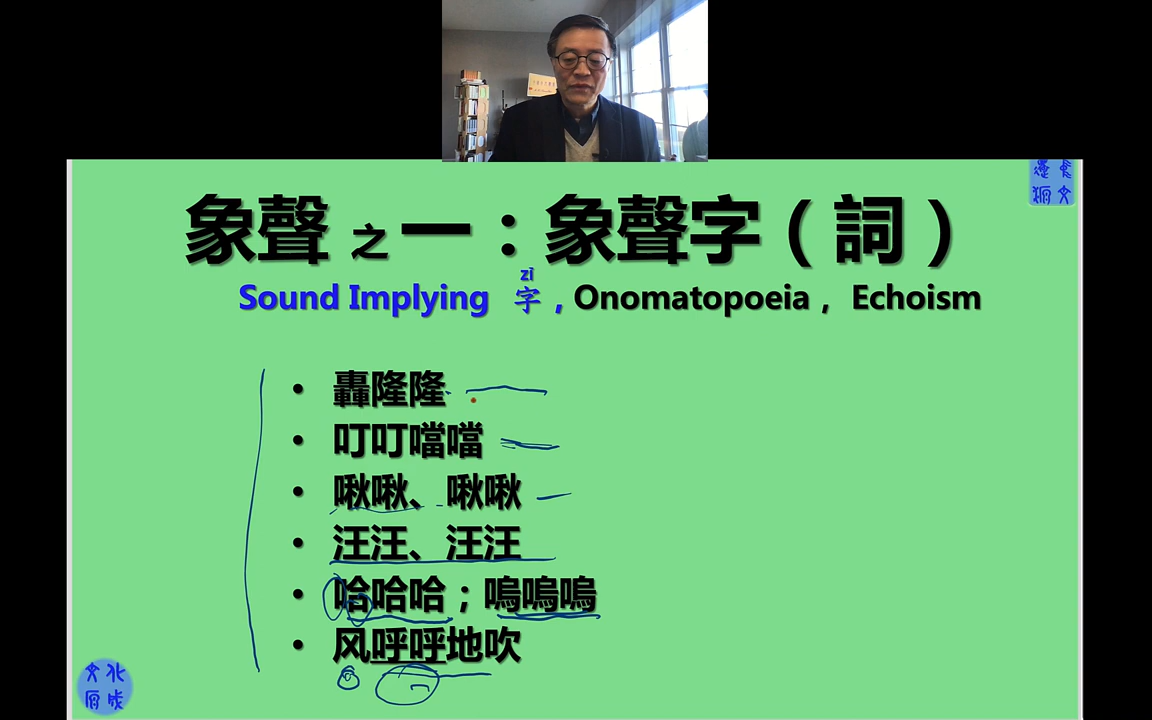 象聲 之 一：象聲字（詞）
zì
Sound Implying 字，Onomatopoeia， Echoism
• 轟隆隆
• 叮叮噹噹
• 啾啾、啾啾
• 汪汪、汪汪
• 哈哈哈；嗚嗚嗚
• 风呼呼地吹